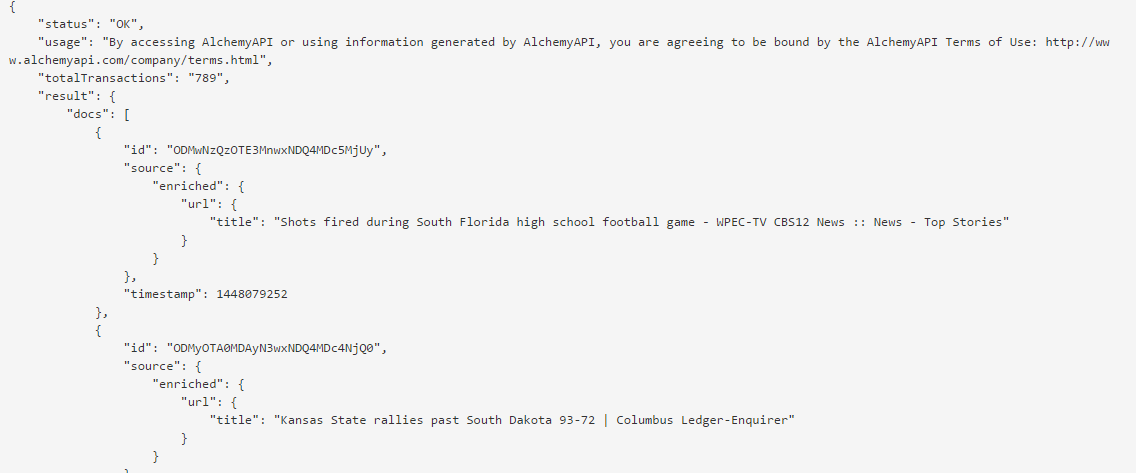 {
"status": "OK",
"usage": "By accessing AlchemyAPI or using information generated by AlchemyAPI, you are agreeing to be bound by the AlchemyAPI Terms of Use: http://ww
w.alchemyapi.com/company/terms.html",
"totalTransactions": "789",
"result": {
"docs": [
{
"id": "ODMwNzQzOTE3MnwxNDQ4MDc5MjUy",
"source": {
"enriched": {
"url": {
"title": "Shots fired during South Florida high school football game - WPEC-TV CBS12 News :: News - Top Stories"
}
}
},
"timestamp": 1448079252
},
{
"id": "ODMyOTA0MDAyN3wxNDQ4MDc4NjQ0",
"source": {
"enriched": {
"url": {
"title": "Kansas State rallies past South Dakota 93-72 | Columbus Ledger-Enquirer"
}
}